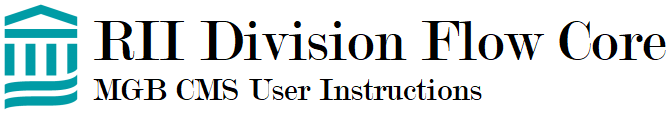 RII Division Flow Core
MGB CMS User Instructions